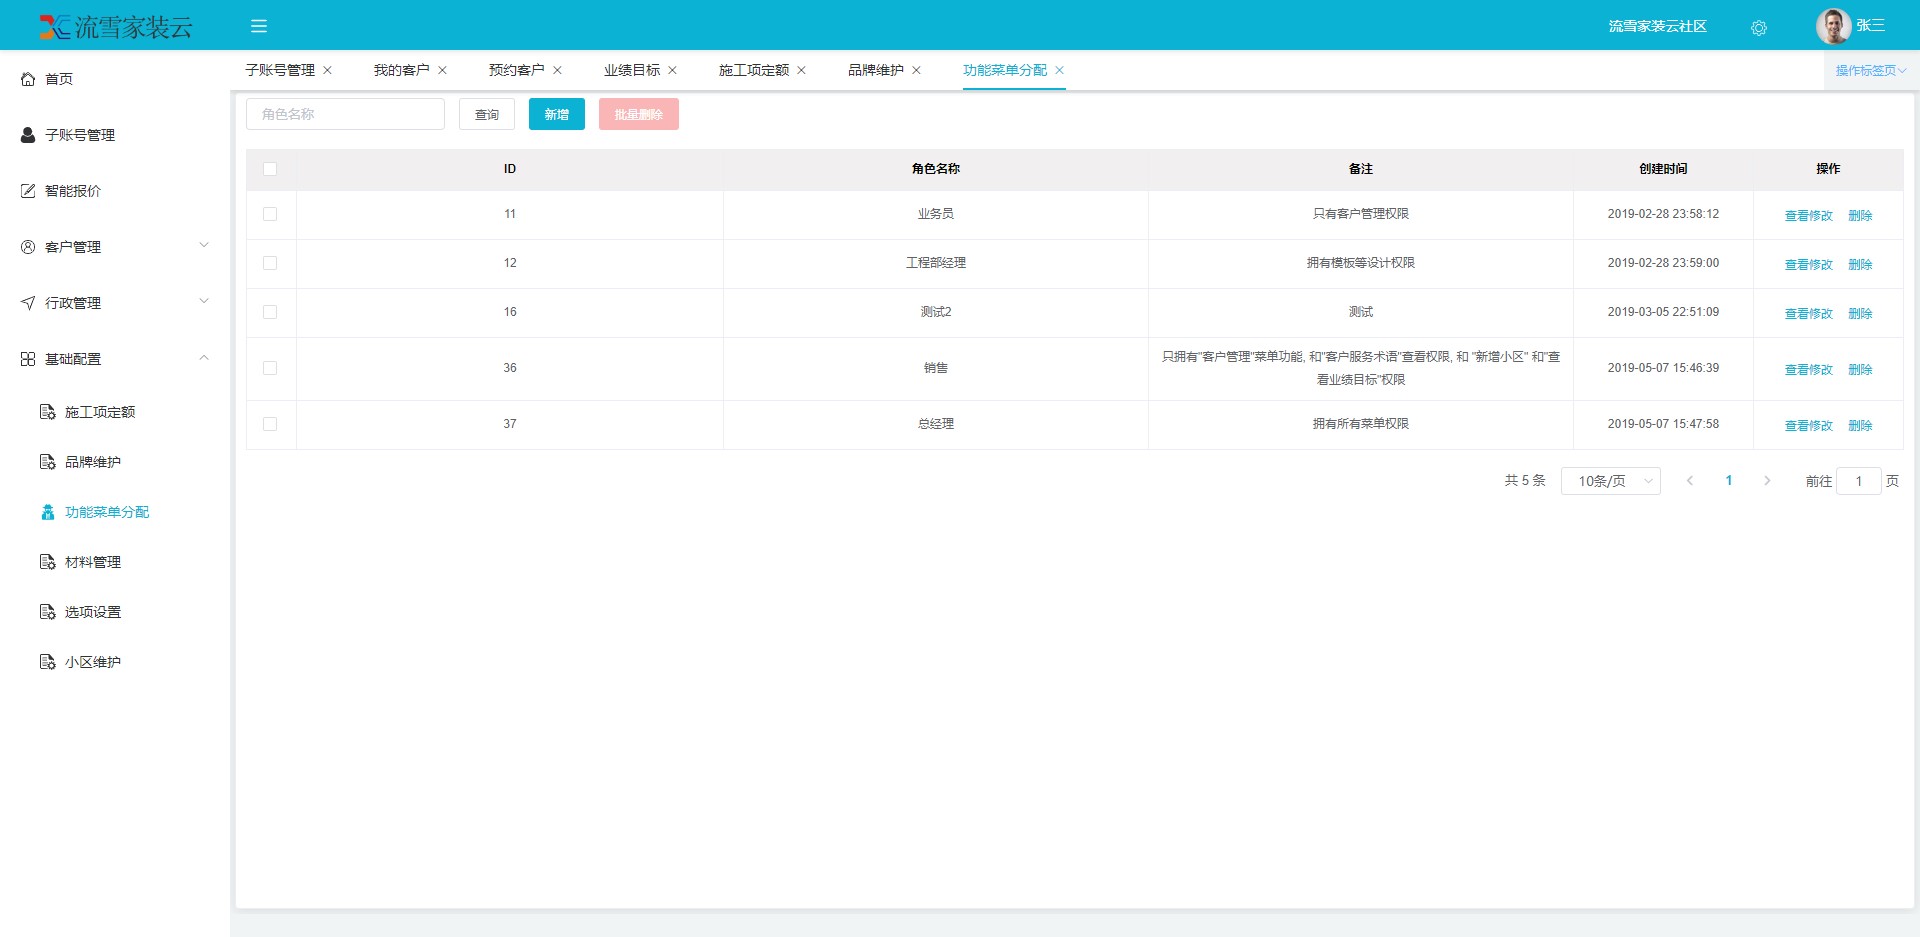 流雪家装云
流雪家装云社区
张三
首页
子账号管理
智能报价
客户管理
行政管理
基础配置
施工项定额
品牌维护
功能菜单分配
材料管理
选项设置
小区维护
子账号管理 我的客户 预约客户 业绩目标 施工项定额 品牌维护 功能菜单分配 操作标签页
角色名称 查询 新增 批量删除
ID 角色名称 备注 创建时间 操作
11 业务员 只有客户管理权限 2019-02-28 23:58:12 查看修改 删除
12 工程部经理 拥有模板等设计权限 2019-02-28 23:59:00 查看修改 删除
16 测试2 测试 2019-03-05 22:51:09 查看修改 删除
36 销售 只拥有"客户管理"菜单功能, 和"客户服务术语"查看权限, 和 "新增小区" 和"查
看业绩目标"权限 2019-05-07 15:46:39 查看修改 删除
37 总经理 拥有所有菜单权限 2019-05-07 15:47:58 查看修改 删除
共 5 条 10条/页 1 前往 1 页